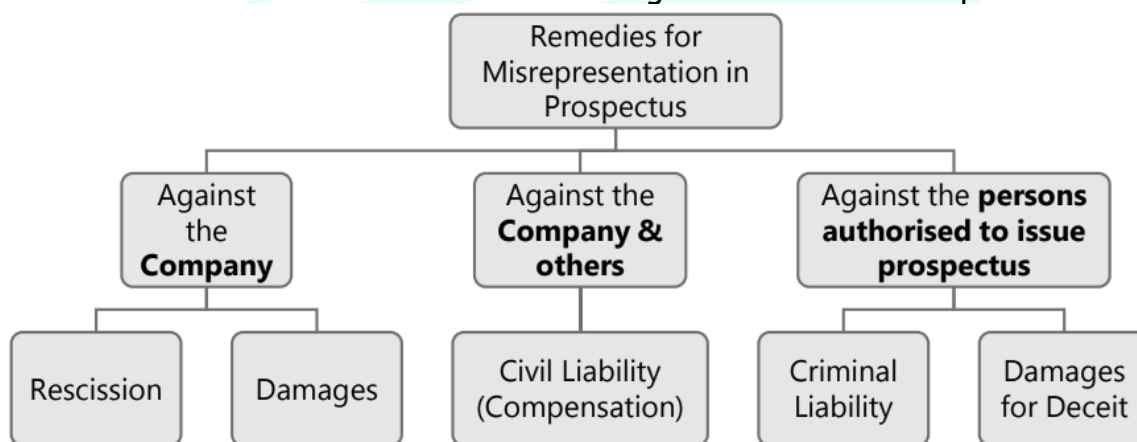 Remedies for
Misrepresentation in
Prospectus
Against
the
Company
Against the
Company &
others
Against the persons
authorised to issue
prospectus
Rescission
Damages
Civil Liability
(Compensation)
Criminal
Liability
Damages
for Deceit